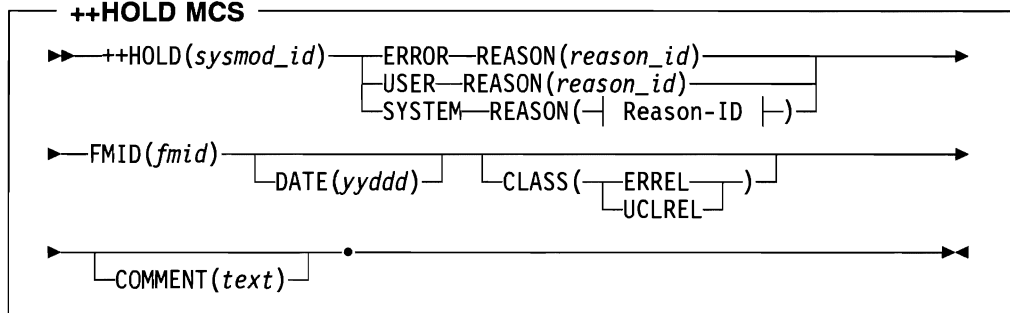 ++HOLD MCS
++HOLD(sysmod_id) ERROR REASON(reason_id)
USER REASON(reason_id)
SYSTEM REASON( Reason-ID )
FMID(fmid) DATE(yyddd) CLASS( ERREL )
UCLREL
COMMENT(text) .